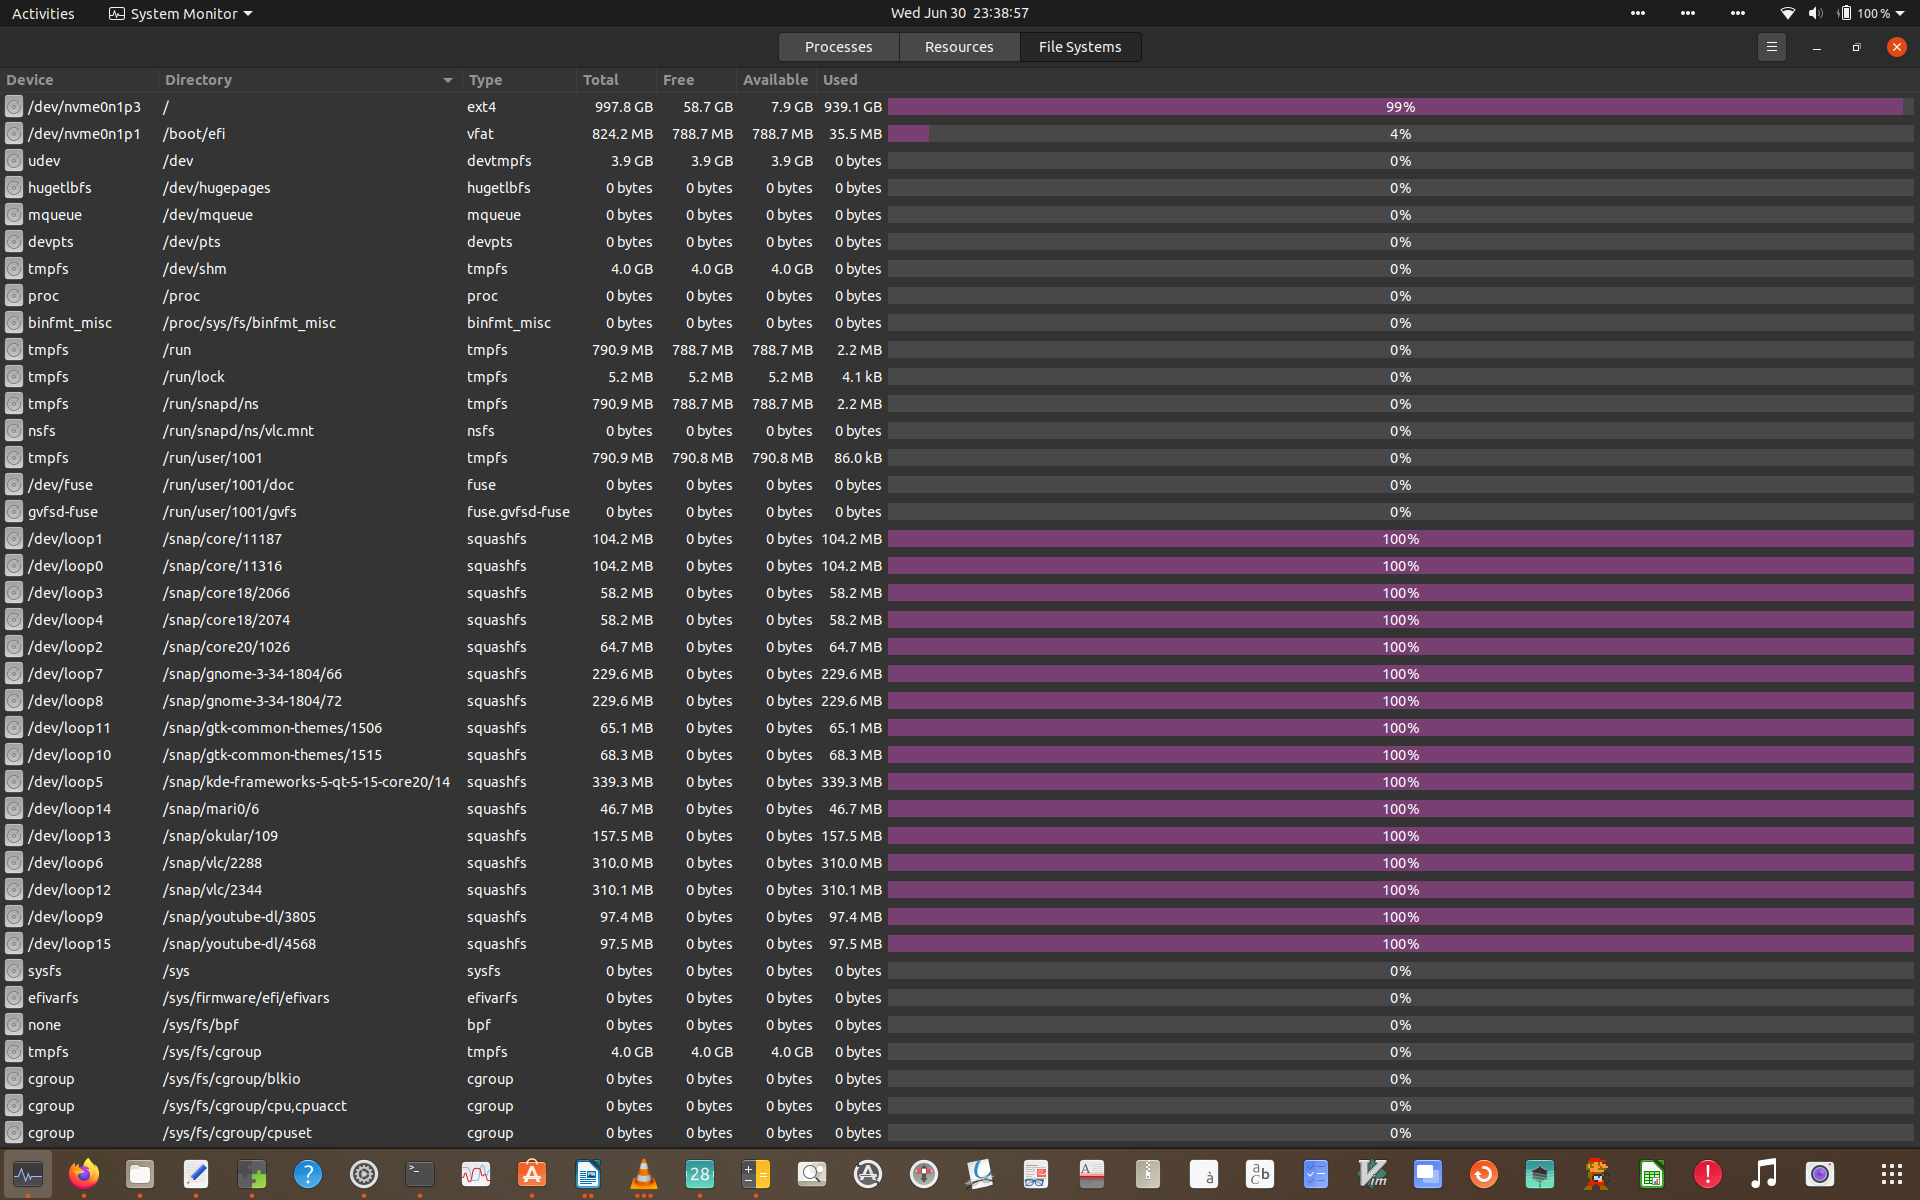 Activities System Monitor Wed Jun 30 23:38:57 100 %
Processes Resources File Systems
Device Directory Type Total Free Available Used
/dev/nvme0n1p3 / ext4 997.8 GB 58.7 GB 7.9 GB 939.1 GB 99%
/dev/nvme0n1p1 /boot/efi vfat 824.2 MB 788.7 MB 788.7 MB 35.5 MB 4%
udev /dev devtmpfs 3.9 GB 3.9 GB 3.9 GB 0 bytes 0%
hugetlbfs /dev/hugepages hugetlbfs 0 bytes 0 bytes 0 bytes 0 bytes 0%
mqueue /dev/mqueue mqueue 0 bytes 0 bytes 0 bytes 0 bytes 0%
devpts /dev/pts devpts 0 bytes 0 bytes 0 bytes 0 bytes 0%
tmpfs /dev/shm tmpfs 4.0 GB 4.0 GB 4.0 GB 0 bytes 0%
proc /proc proc 0 bytes 0 bytes 0 bytes 0 bytes 0%
binfmt_misc /proc/sys/fs/binfmt_misc binfmt_misc 0 bytes 0 bytes 0 bytes 0 bytes 0%
tmpfs /run tmpfs 790.9 MB 788.7 MB 788.7 MB 2.2 MB 0%
tmpfs /run/lock tmpfs 5.2 MB 5.2 MB 5.2 MB 4.1 kB 0%
tmpfs /run/snapd/ns tmpfs 790.9 MB 788.7 MB 788.7 MB 2.2 MB 0%
nsfs /run/snapd/ns/vlc.mnt nsfs 0 bytes 0 bytes 0 bytes 0 bytes 0%
tmpfs /run/user/1001 tmpfs 790.9 MB 790.8 MB 790.8 MB 86.0 kB 0%
/dev/fuse /run/user/1001/doc fuse 0 bytes 0 bytes 0 bytes 0 bytes 0%
gvfsd-fuse /run/user/1001/gvfs fuse.gvfsd-fuse 0 bytes 0 bytes 0 bytes 0 bytes 0%
/dev/loop1 /snap/core/11187 squashfs 104.2 MB 0 bytes 0 bytes 104.2 MB 100%
/dev/loop0 /snap/core/11316 squashfs 104.2 MB 0 bytes 0 bytes 104.2 MB 100%
/dev/loop3 /snap/core18/2066 squashfs 58.2 MB 0 bytes 0 bytes 58.2 MB 100%
/dev/loop4 /snap/core18/2074 squashfs 58.2 MB 0 bytes 0 bytes 58.2 MB 100%
/dev/loop2 /snap/core20/1026 squashfs 64.7 MB 0 bytes 0 bytes 64.7 MB 100%
/dev/loop7 /snap/gnome-3-34-1804/66 squashfs 229.6 MB 0 bytes 0 bytes 229.6 MB 100%
/dev/loop8 /snap/gnome-3-34-1804/72 squashfs 229.6 MB 0 bytes 0 bytes 229.6 MB 100%
/dev/loop11 /snap/gtk-common-themes/1506 squashfs 65.1 MB 0 bytes 0 bytes 65.1 MB 100%
/dev/loop10 /snap/gtk-common-themes/1515 squashfs 68.3 MB 0 bytes 0 bytes 68.3 MB 100%
/dev/loop5 /snap/kde-frameworks-5-qt-5-15-core20/14 squashfs 339.3 MB 0 bytes 0 bytes 339.3 MB 100%
/dev/loop14 /snap/mari0/6 squashfs 46.7 MB 0 bytes 0 bytes 46.7 MB 100%
/dev/loop13 /snap/okular/109 squashfs 157.5 MB 0 bytes 0 bytes 157.5 MB 100%
/dev/loop6 /snap/vlc/2288 squashfs 310.0 MB 0 bytes 0 bytes 310.0 MB 100%
/dev/loop12 /snap/vlc/2344 squashfs 310.1 MB 0 bytes 0 bytes 310.1 MB 100%
/dev/loop9 /snap/youtube-dl/3805 squashfs 97.4 MB 0 bytes 0 bytes 97.4 MB 100%
/dev/loop15 /snap/youtube-dl/4568 squashfs 97.5 MB 0 bytes 0 bytes 97.5 MB 100%
sysfs /sys sysfs 0 bytes 0 bytes 0 bytes 0 bytes 0%
efivarfs /sys/firmware/efi/efivars efivarfs 0 bytes 0 bytes 0 bytes 0 bytes 0%
none /sys/fs/bpf bpf 0 bytes 0 bytes 0 bytes 0 bytes 0%
tmpfs /sys/fs/cgroup tmpfs 4.0 GB 4.0 GB 4.0 GB 0 bytes 0%
cgroup /sys/fs/cgroup/blkio cgroup 0 bytes 0 bytes 0 bytes 0 bytes 0%
cgroup /sys/fs/cgroup/cpu,cpuacct cgroup 0 bytes 0 bytes 0 bytes 0 bytes 0%
cgroup /sys/fs/cgroup/cpuset cgroup 0 bytes 0 bytes 0 bytes 0 bytes 0%
28 A à a b c Vim